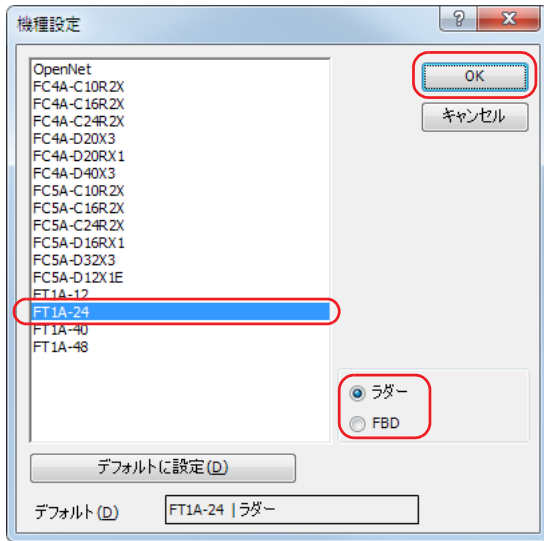 機種設定
OpenNet
FC4A-C10R2X
FC4A-C16R2X
FC4A-C24R2X
FC4A-D20X3
FC4A-D20RX1
FC4A-D40X3
FC5A-C10R2X
FC5A-C16R2X
FC5A-C24R2X
FC5A-D16RX1
FC5A-D32X3
FC5A-D12X1E
FT1A-12
FT1A-24
FT1A-40
FT1A-48
OK
キャンセル
ラダー
FBD
デフォルトに設定(D)
デフォルト(D) FT1A-24 | ラダー